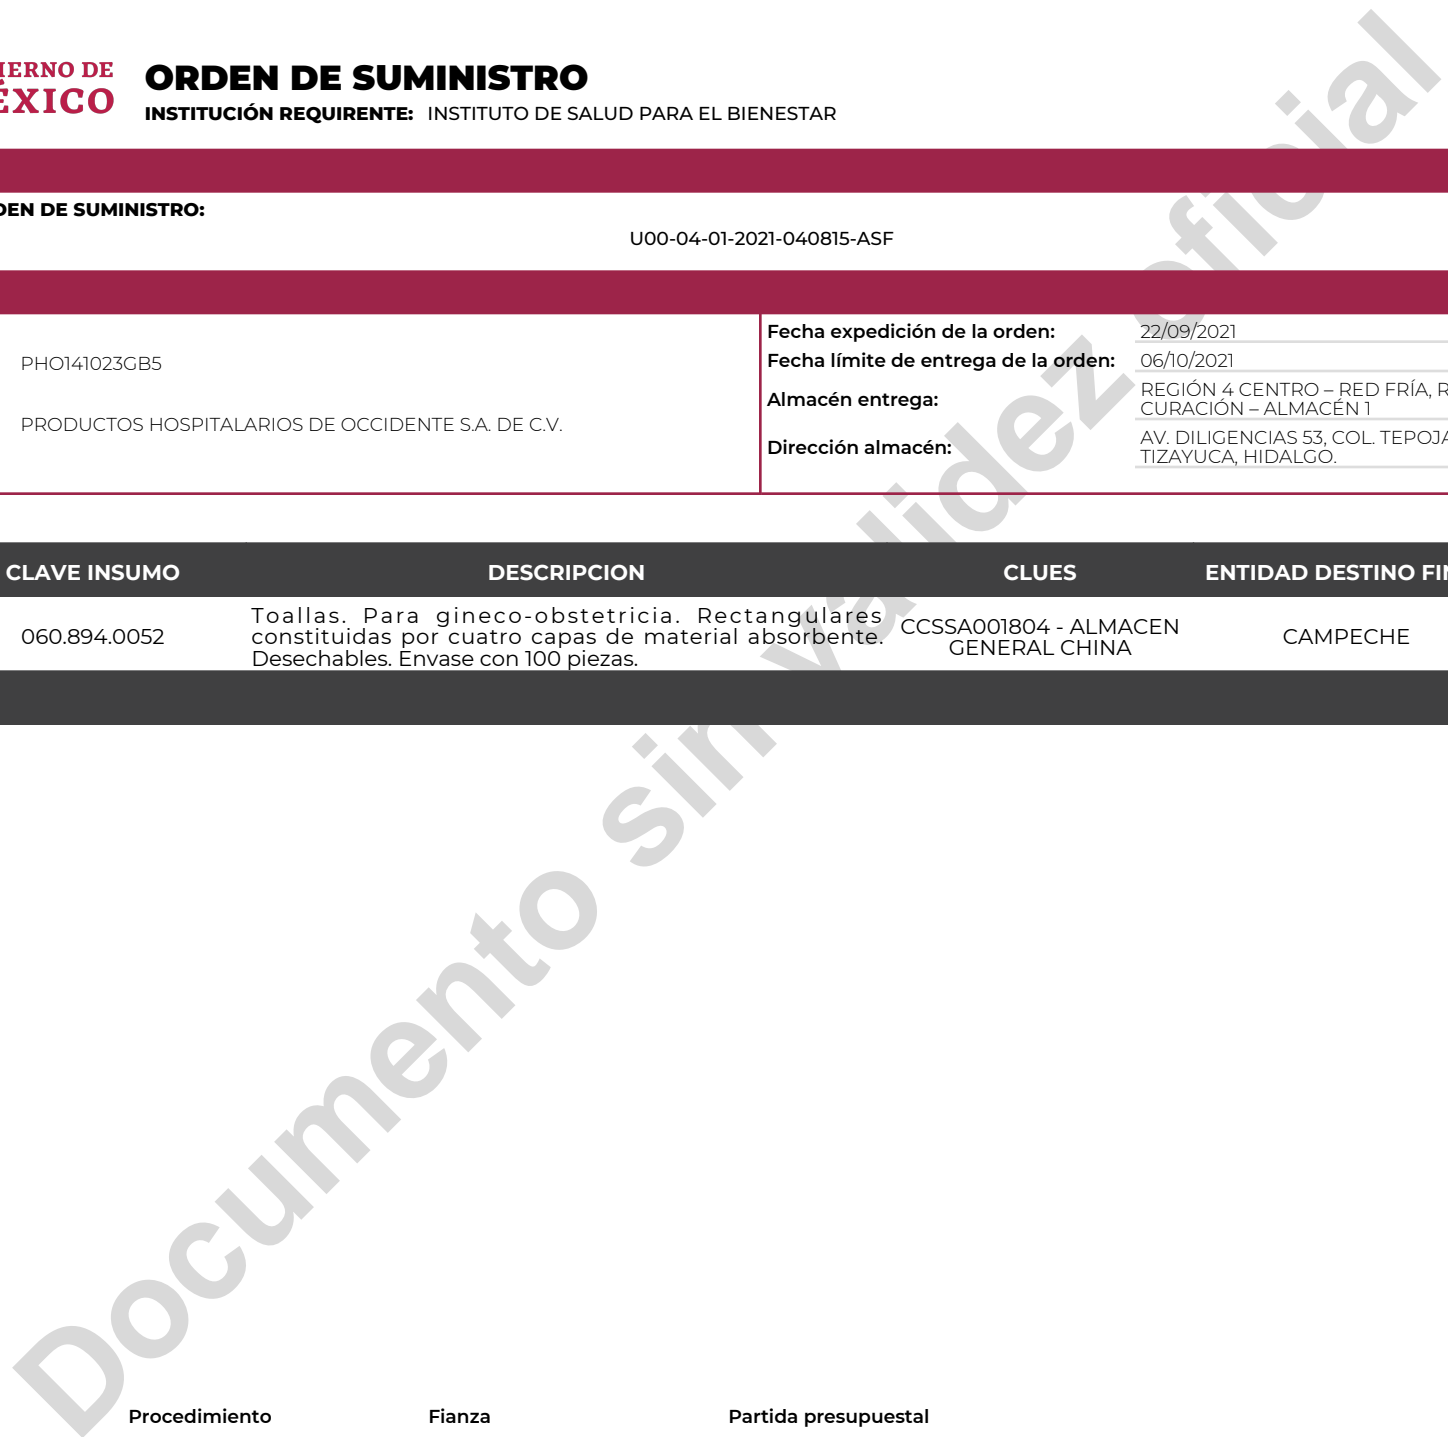 IERNO DE
ÉXICO
ORDEN DE SUMINISTRO
INSTITUCIÓN REQUIRENTE: INSTITUTO DE SALUD PARA EL BIENESTAR
DEN DE SUMINISTRO:
U00-04-01-2021-040815-ASF
PHO141023GB5
PRODUCTOS HOSPITALARIOS DE OCCIDENTE S.A. DE C.V.
Fecha expedición de la orden: 22/09/2021
Fecha límite de entrega de la orden: 06/10/2021
Almacén entrega: REGIÓN 4 CENTRO – RED FRÍA, R
CURACIÓN – ALMACÉN 1
Dirección almacén: AV. DILIGENCIAS 53, COL. TEPOJA
TIZAYUCA, HIDALGO.
CLAVE INSUMO DESCRIPCION CLUES ENTIDAD DESTINO FIN
060.894.0052
Toallas. Para gineco-obstetricia. Rectangulares
constituidas por cuatro capas de material absorbente.
Desechables. Envase con 100 piezas.
CCSSA001804 - ALMACEN
GENERAL CHINA
CAMPECHE
Documento sin validez oficial
Procedimiento Fianza Partida presupuestal